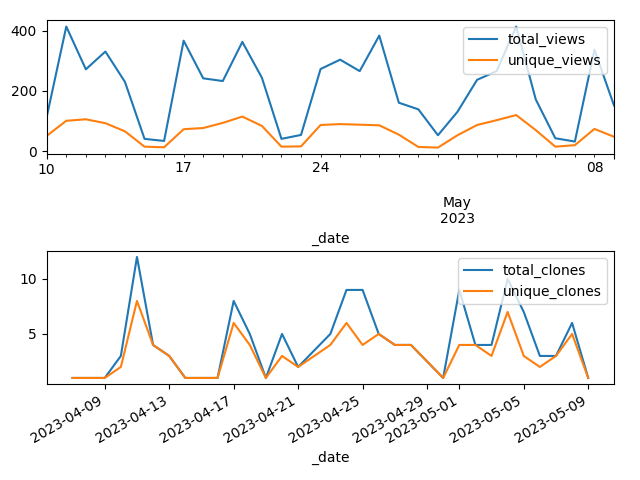 400
200
0
total_views
unique_views
10
17
24
08
May
2023
_date
10
5
total_clones
unique_clones
2023-04-09
2023-04-13
2023-04-17
2023-04-21
2023-04-25
2023-04-29
2023-05-01
2023-05-05
2023-05-09
_date